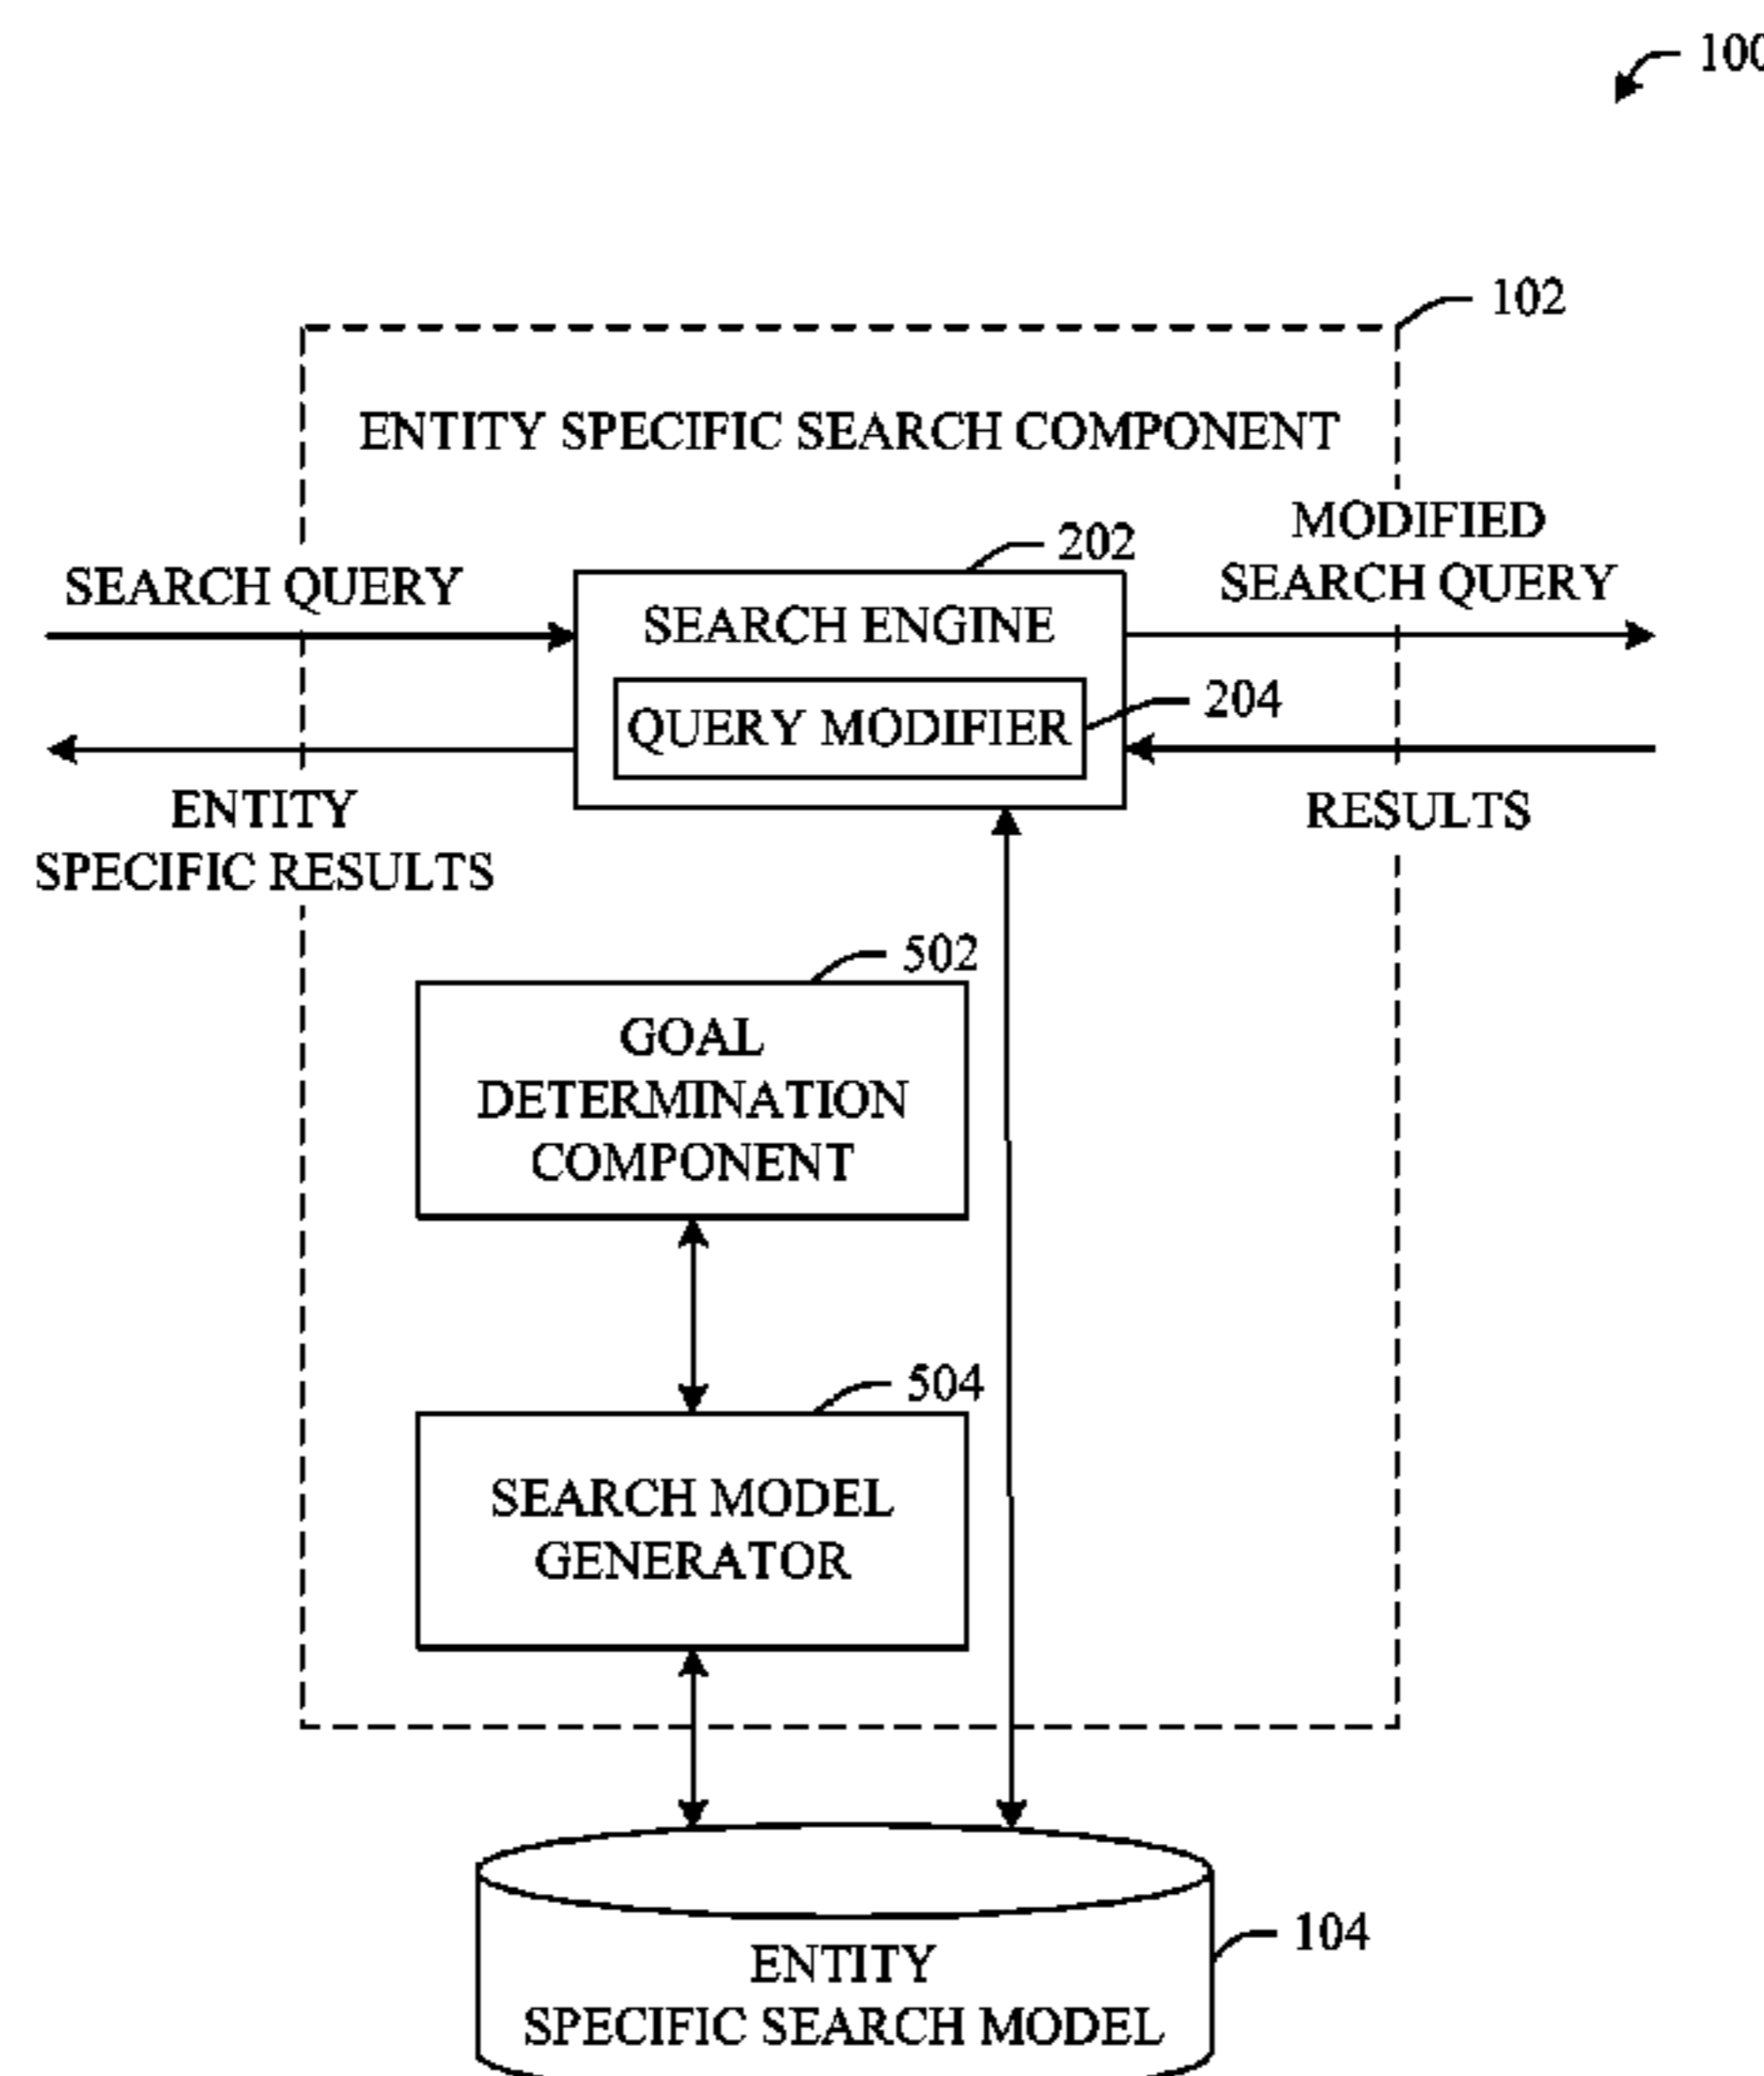 100
102
ENTITY SPECIFIC SEARCH COMPONENT
MODIFIED
SEARCH QUERY
202
SEARCH QUERY
SEARCH ENGINE
204
QUERY MODIFIER
ENTITY
SPECIFIC RESULTS
RESULTS
502
GOAL
DETERMINATION
COMPONENT
504
SEARCH MODEL
GENERATOR
104
ENTITY
SPECIFIC SEARCH MODEL